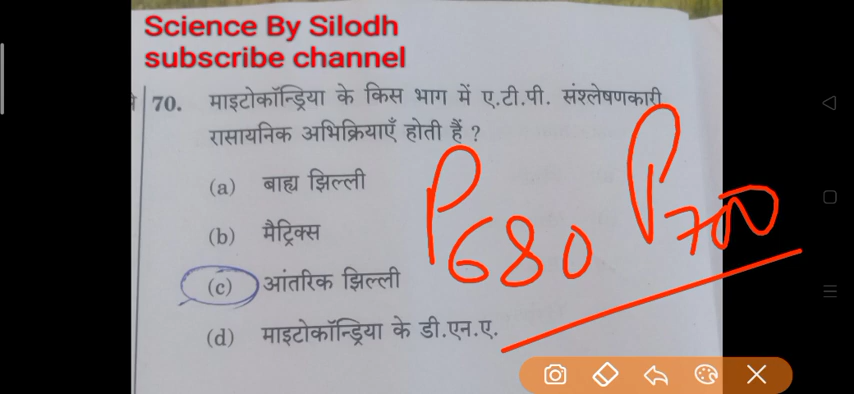 Science By Silodh
subscribe channel
70. माइटोकॉन्ड्रिया के किस भाग में ए.टी.पी. संश्लेषणकारी
रासायनिक अभिक्रियाएँ होती हैं ?
(a) बाह्य झिल्ली
(b) मैट्रिक्स
(c) आंतरिक झिल्ली
(d) माइटोकॉन्ड्रिया के डी.एन.ए.
P680 P700